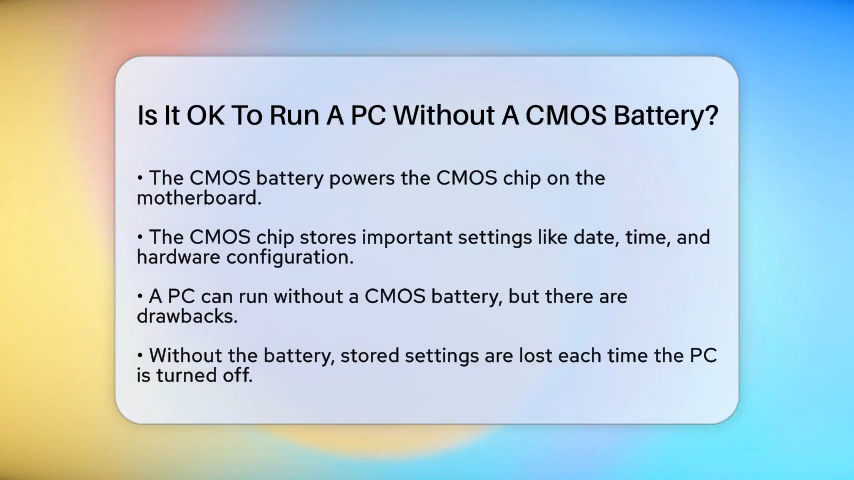 Is It OK To Run A PC Without A CMOS Battery?
• The CMOS battery powers the CMOS chip on the
motherboard.
• The CMOS chip stores important settings like date, time, and
hardware configuration.
• A PC can run without a CMOS battery, but there are
drawbacks.
• Without the battery, stored settings are lost each time the PC
is turned off.